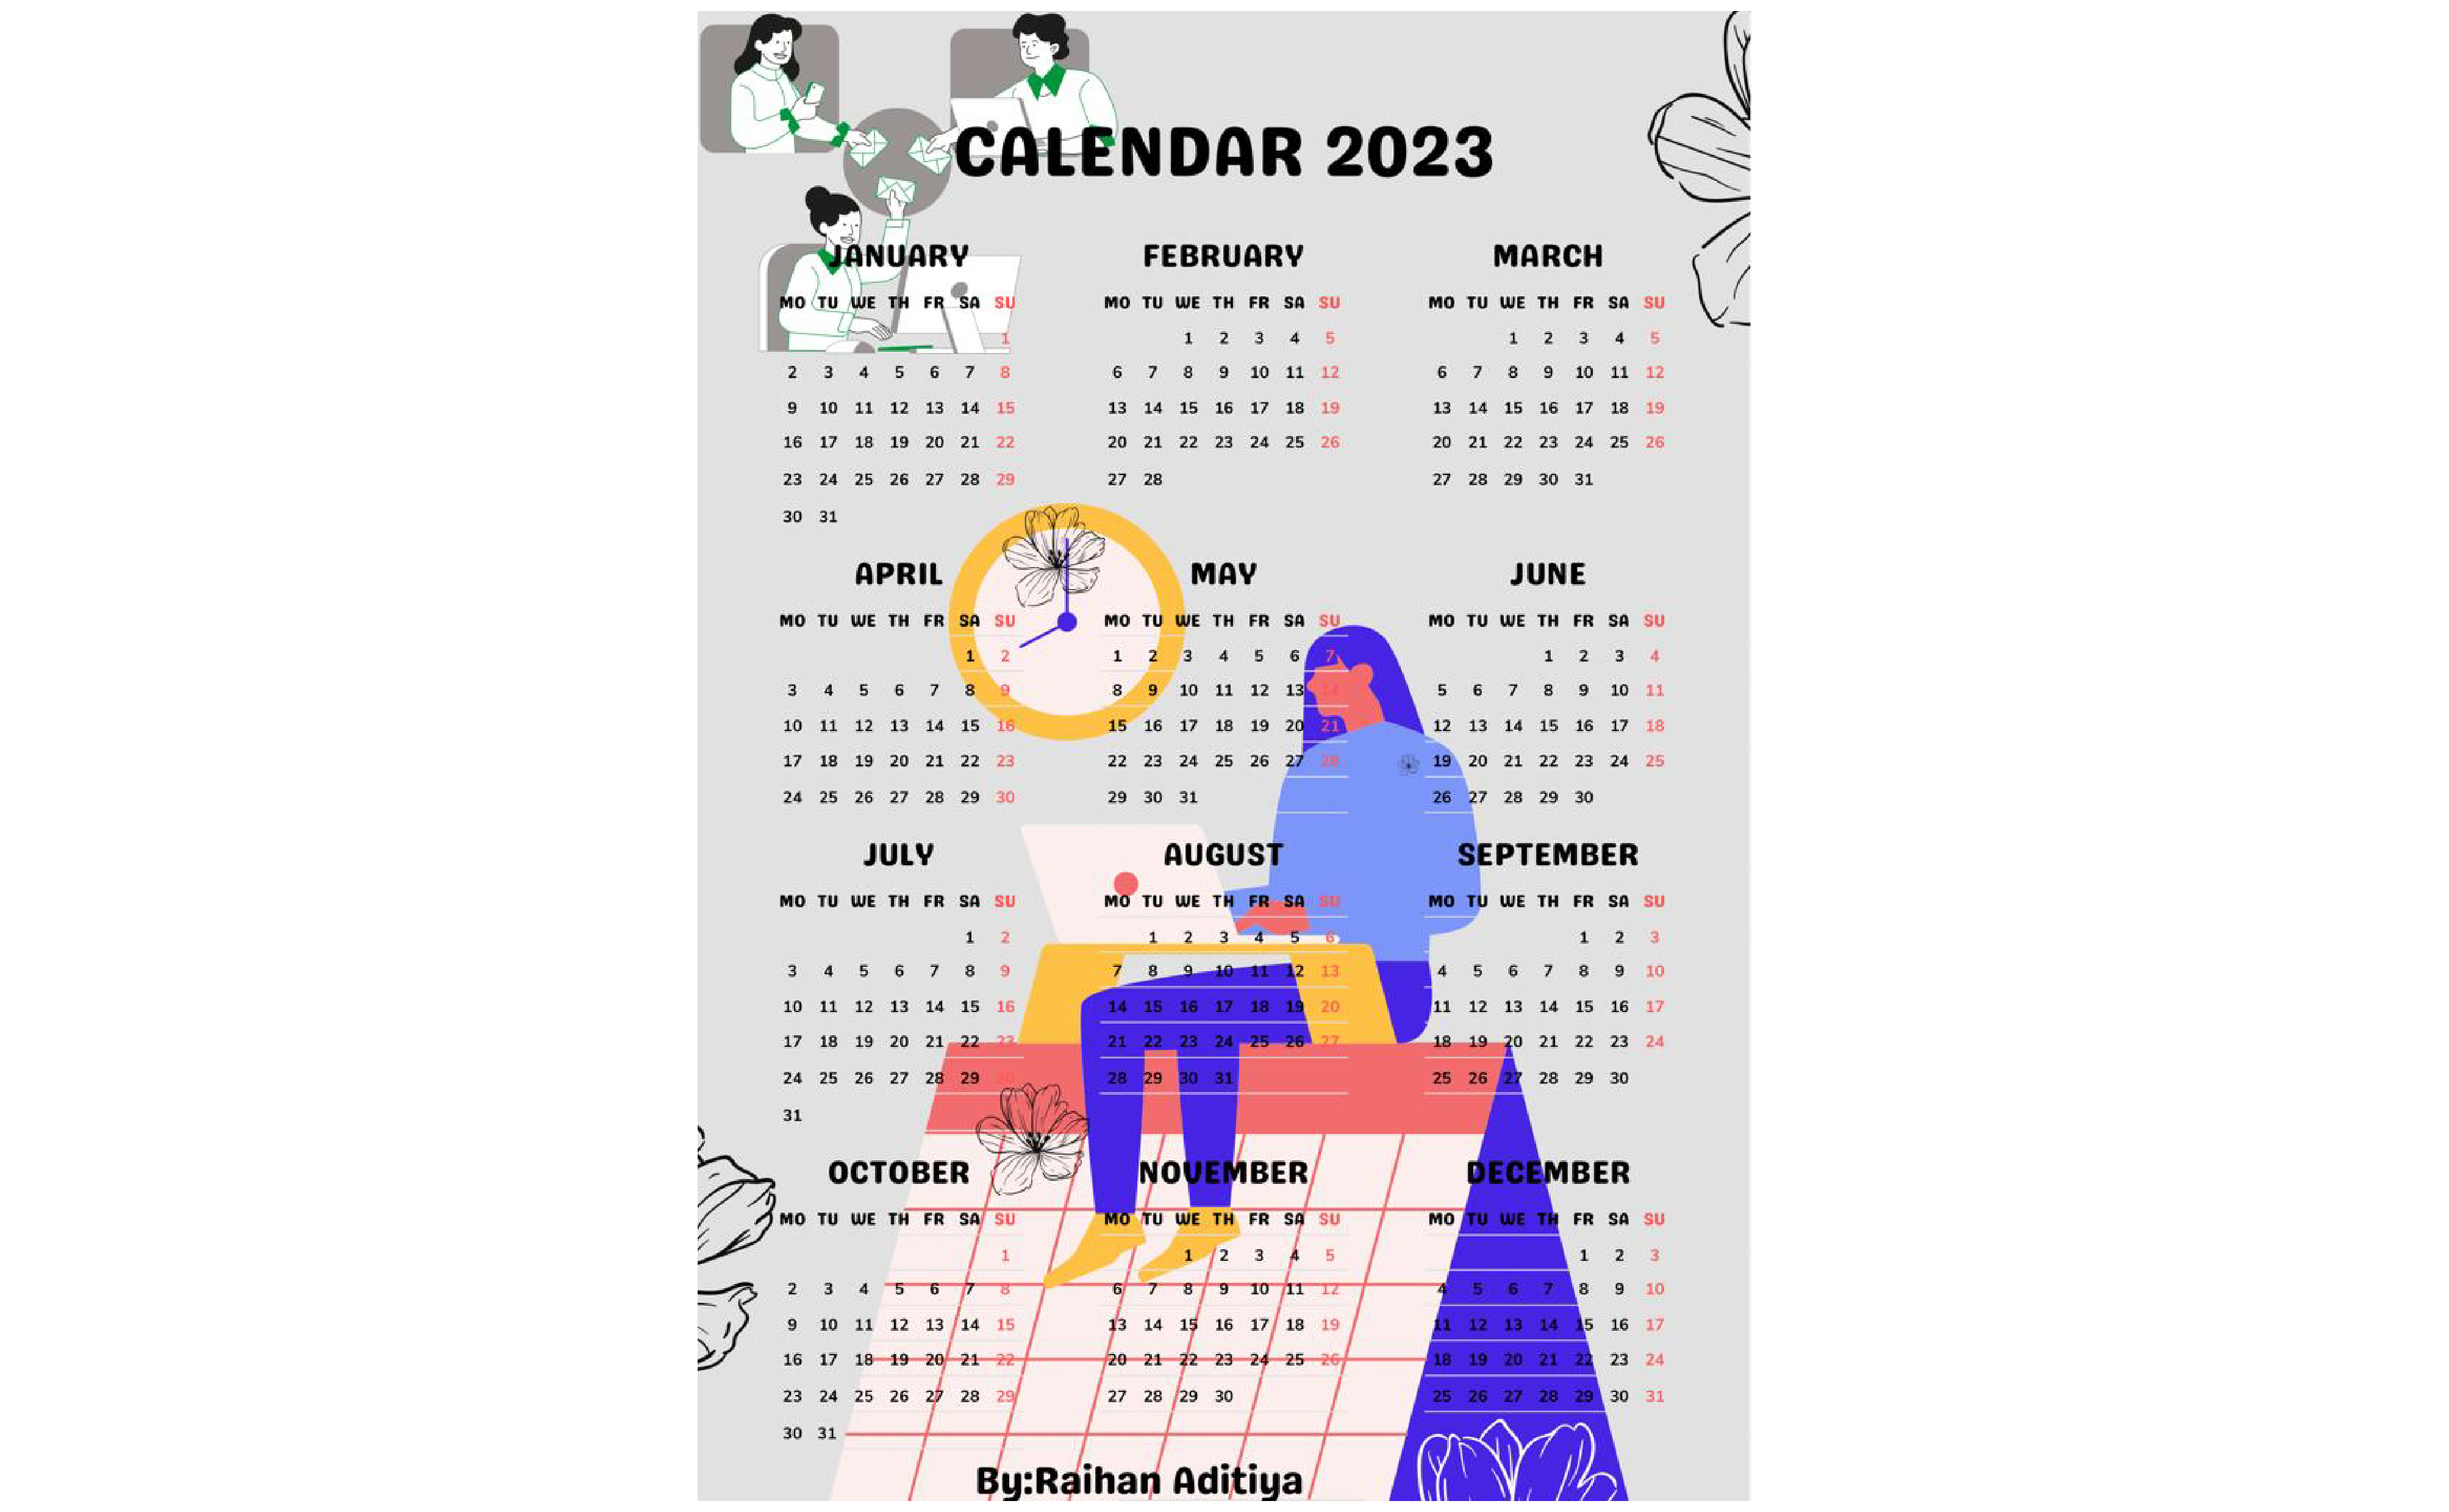 CALENDAR 2023
JANUARY
MO TU WE TH FR SA SU
1
2 3 4 5 6 7 8
9 10 11 12 13 14 15
16 17 18 19 20 21 22
23 24 25 26 27 28 29
30 31
FEBRUARY
MO TU WE TH FR SA SU
1 2 3 4 5
6 7 8 9 10 11 12
13 14 15 16 17 18 19
20 21 22 23 24 25 26
27 28
MARCH
MO TU WE TH FR SA SU
1 2 3 4 5
6 7 8 9 10 11 12
13 14 15 16 17 18 19
20 21 22 23 24 25 26
27 28 29 30 31
APRIL
MO TU WE TH FR SA SU
1 2
3 4 5 6 7 8 9
10 11 12 13 14 15 16
17 18 19 20 21 22 23
24 25 26 27 28 29 30
MAY
MO TU WE TH FR SA SU
1 2 3 4 5 6 7
8 9 10 11 12 13 14
15 16 17 18 19 20 21
22 23 24 25 26 27 28
29 30 31
JUNE
MO TU WE TH FR SA SU
1 2 3 4
5 6 7 8 9 10 11
12 13 14 15 16 17 18
19 20 21 22 23 24 25
26 27 28 29 30
JULY
MO TU WE TH FR SA SU
1 2
3 4 5 6 7 8 9
10 11 12 13 14 15 16
17 18 19 20 21 22 23
24 25 26 27 28 29 30
31
AUGUST
MO TU WE TH FR SA SU
1 2 3 4 5 6
7 8 9 10 11 12 13
14 15 16 17 18 19 20
21 22 23 24 25 26 27
28 29 30 31
SEPTEMBER
MO TU WE TH FR SA SU
1 2 3
4 5 6 7 8 9 10
11 12 13 14 15 16 17
18 19 20 21 22 23 24
25 26 27 28 29 30
OCTOBER
MO TU WE TH FR SA SU
1
2 3 4 5 6 7 8
9 10 11 12 13 14 15
16 17 18 19 20 21 22
23 24 25 26 27 28 29
30 31
NOVEMBER
MO TU WE TH FR SA SU
1 2 3 4 5
6 7 8 9 10 11 12
13 14 15 16 17 18 19
20 21 22 23 24 25 26
27 28 29 30
DECEMBER
MO TU WE TH FR SA SU
1 2 3
4 5 6 7 8 9 10
11 12 13 14 15 16 17
18 19 20 21 22 23 24
25 26 27 28 29 30 31
By:Raihan Aditiya